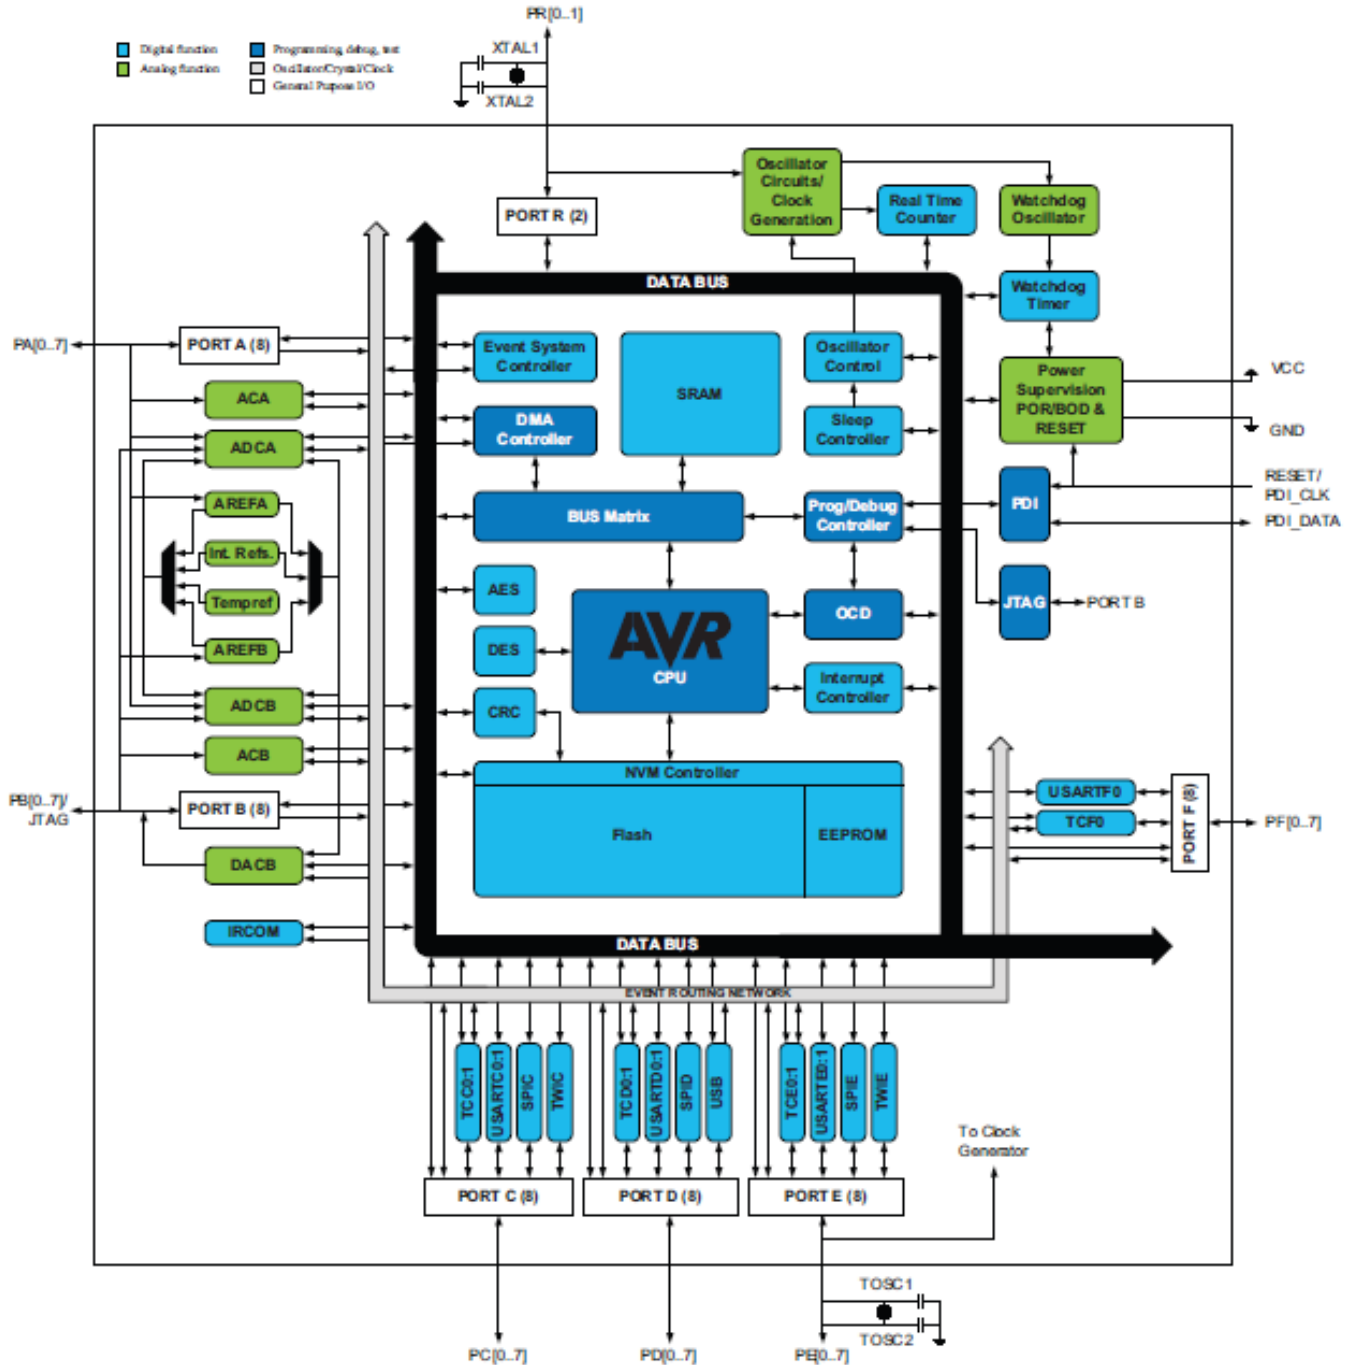 PR[0..1]
XTAL1
XTAL2
Digital function
Analog function
Programming, debug, test
Oscillator/Crystal/Clock
General Purpose I/O
PORT R (2)
Oscillator
Circuits/
Clock
Generation
Real Time
Counter
Watchdog
Oscillator
Watchdog
Timer
DATA BUS
PA[0..7]
PORT A (8)
Event System
Controller
SRAM
Oscillator
Control
Power
Supervision
POR/BOD &
RESET
VCC
GND
ACA
DMA
Controller
Sleep
Controller
ADCA
RESET/
PDI_CLK
PDI_DATA
AREFA
BUS Matrix
Prog/Debug
Controller
PDI
Int. Refs.
AES
Tempref
AVR
CPU
OCD
JTAG
PORT B
AREFB
DES
Interrupt
Controller
ADCB
CRC
ACB
NVM Controller
USARTF0
TCF0
PORT F (8)
PF[0..7]
PB[0..7]/
JTAG
PORT B (8)
Flash
EEPROM
DACB
IRCOM
DATA BUS
EVENT ROUTING NETWORK
TCC0:1
USARTC0:1
SPIC
TWIC
TCD0:1
USARTD0:1
SPID
USB
TCE0:1
USARTE0:1
SPIE
TWIE
To Clock
Generator
PORT C (8)
PORT D (8)
PORT E (8)
TOSC1
TOSC2
PC[0..7]
PD[0..7]
PE[0..7]